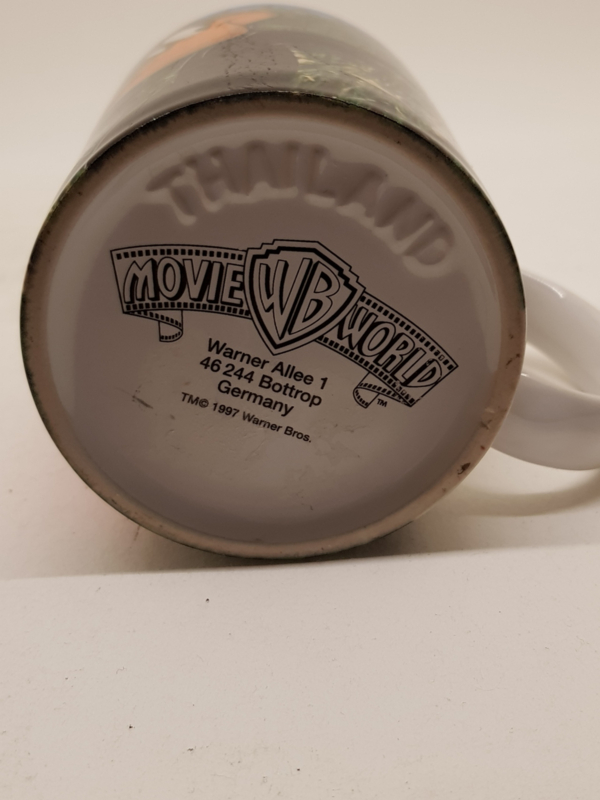 THAILAND
MOVIE WB WORLD
TM
Warner Allee 1
46 244 Bottrop
Germany
TM© 1997 Warner Bros.